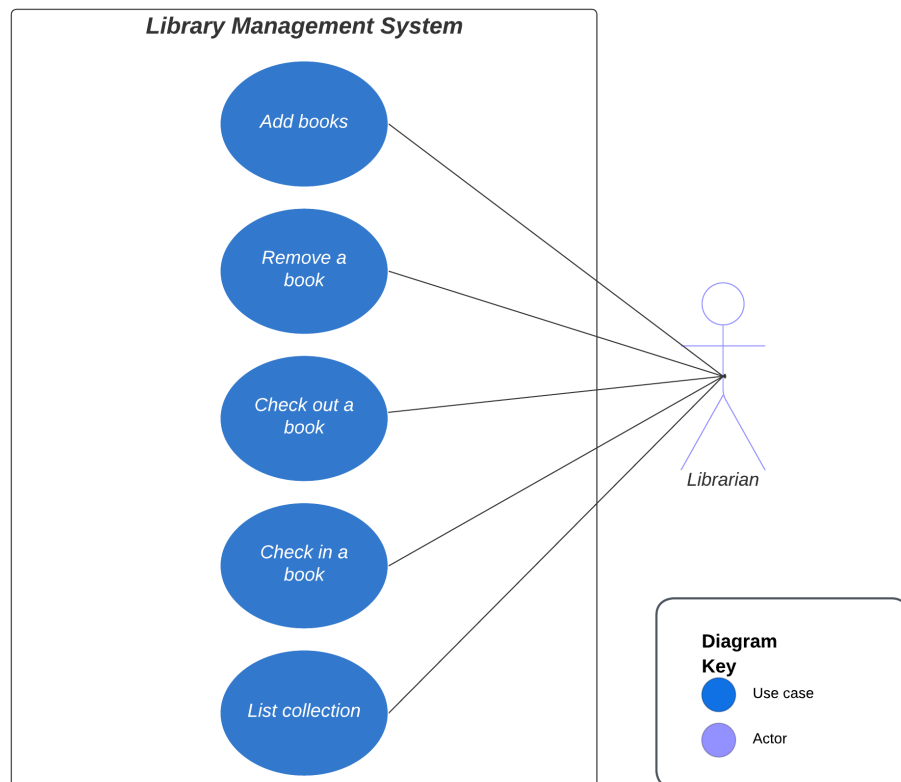 Library Management System
Add books
Remove a
book
Check out a
book
Check in a
book
List collection
Librarian
Diagram
Key
Use case
Actor